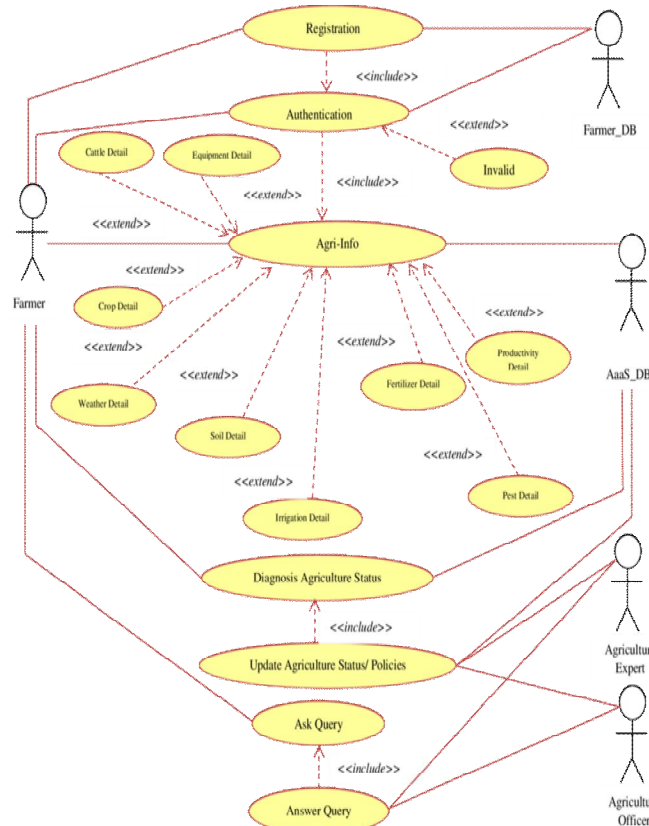 Registration
<<include>>
Farmer_DB
Authentication
<<extend>>
Cattle Detail
Equipment Detail
Invalid
<<extend>>
<<include>>
<<extend>>
Agri-Info
Farmer
<<extend>>
Crop Detail
<<extend>>
Productivity
Detail
<<extend>>
<<extend>>
<<extend>>
Fertilizer Detail
AaaS_DB
Weather Detail
Soil Detail
<<extend>>
<<extend>>
Pest Detail
Irrigation Detail
Diagnosis Agriculture Status
<<include>>
Update Agriculture Status/ Policies
Agricultur
Expert
Ask Query
<<include>>
Answer Query
Agricultu
Officer